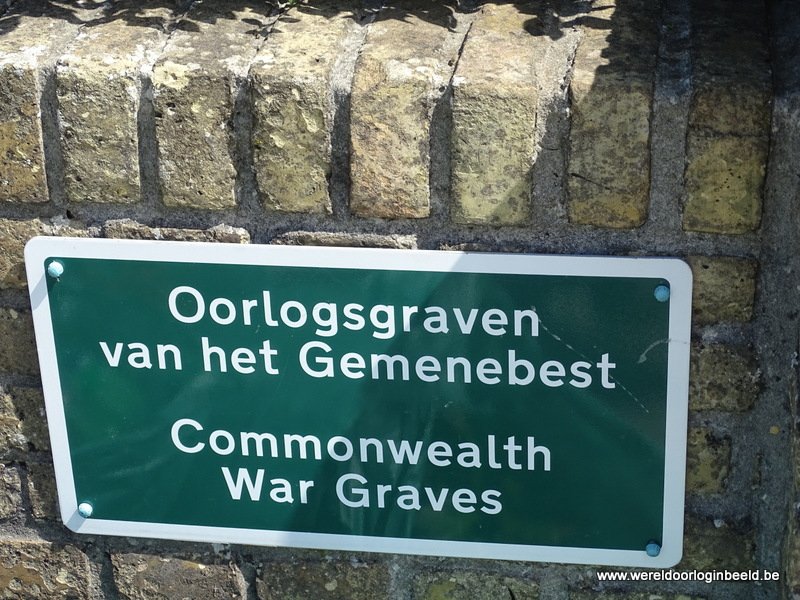 Oorlogsgraven
van het Gemenebest
Commonwealth
War Graves
www.wereldoorloginbeeld.be